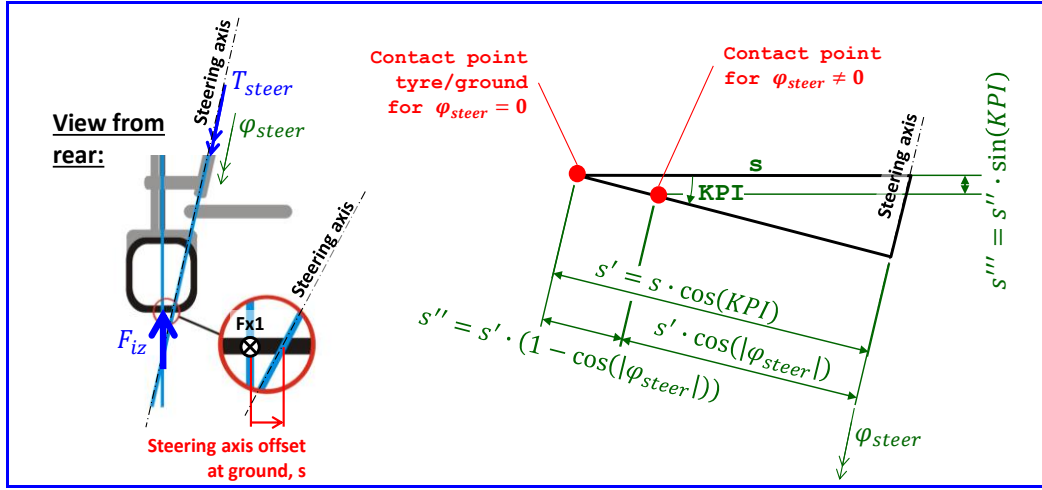 View from
rear:
Steering axis
T_steer
φ_steer
F_iz
Fx1
Steering axis
Steering axis offset
at ground, s
Contact point
tyre/ground
for φ_steer = 0
Contact point
for φ_steer ≠ 0
s
KPI
Steering axis
s' = s · cos(KPI)
s' · cos(|φ_steer|)
s'' = s' · (1 − cos(|φ_steer|))
φ_steer
s''' = s'' · sin(KPI)